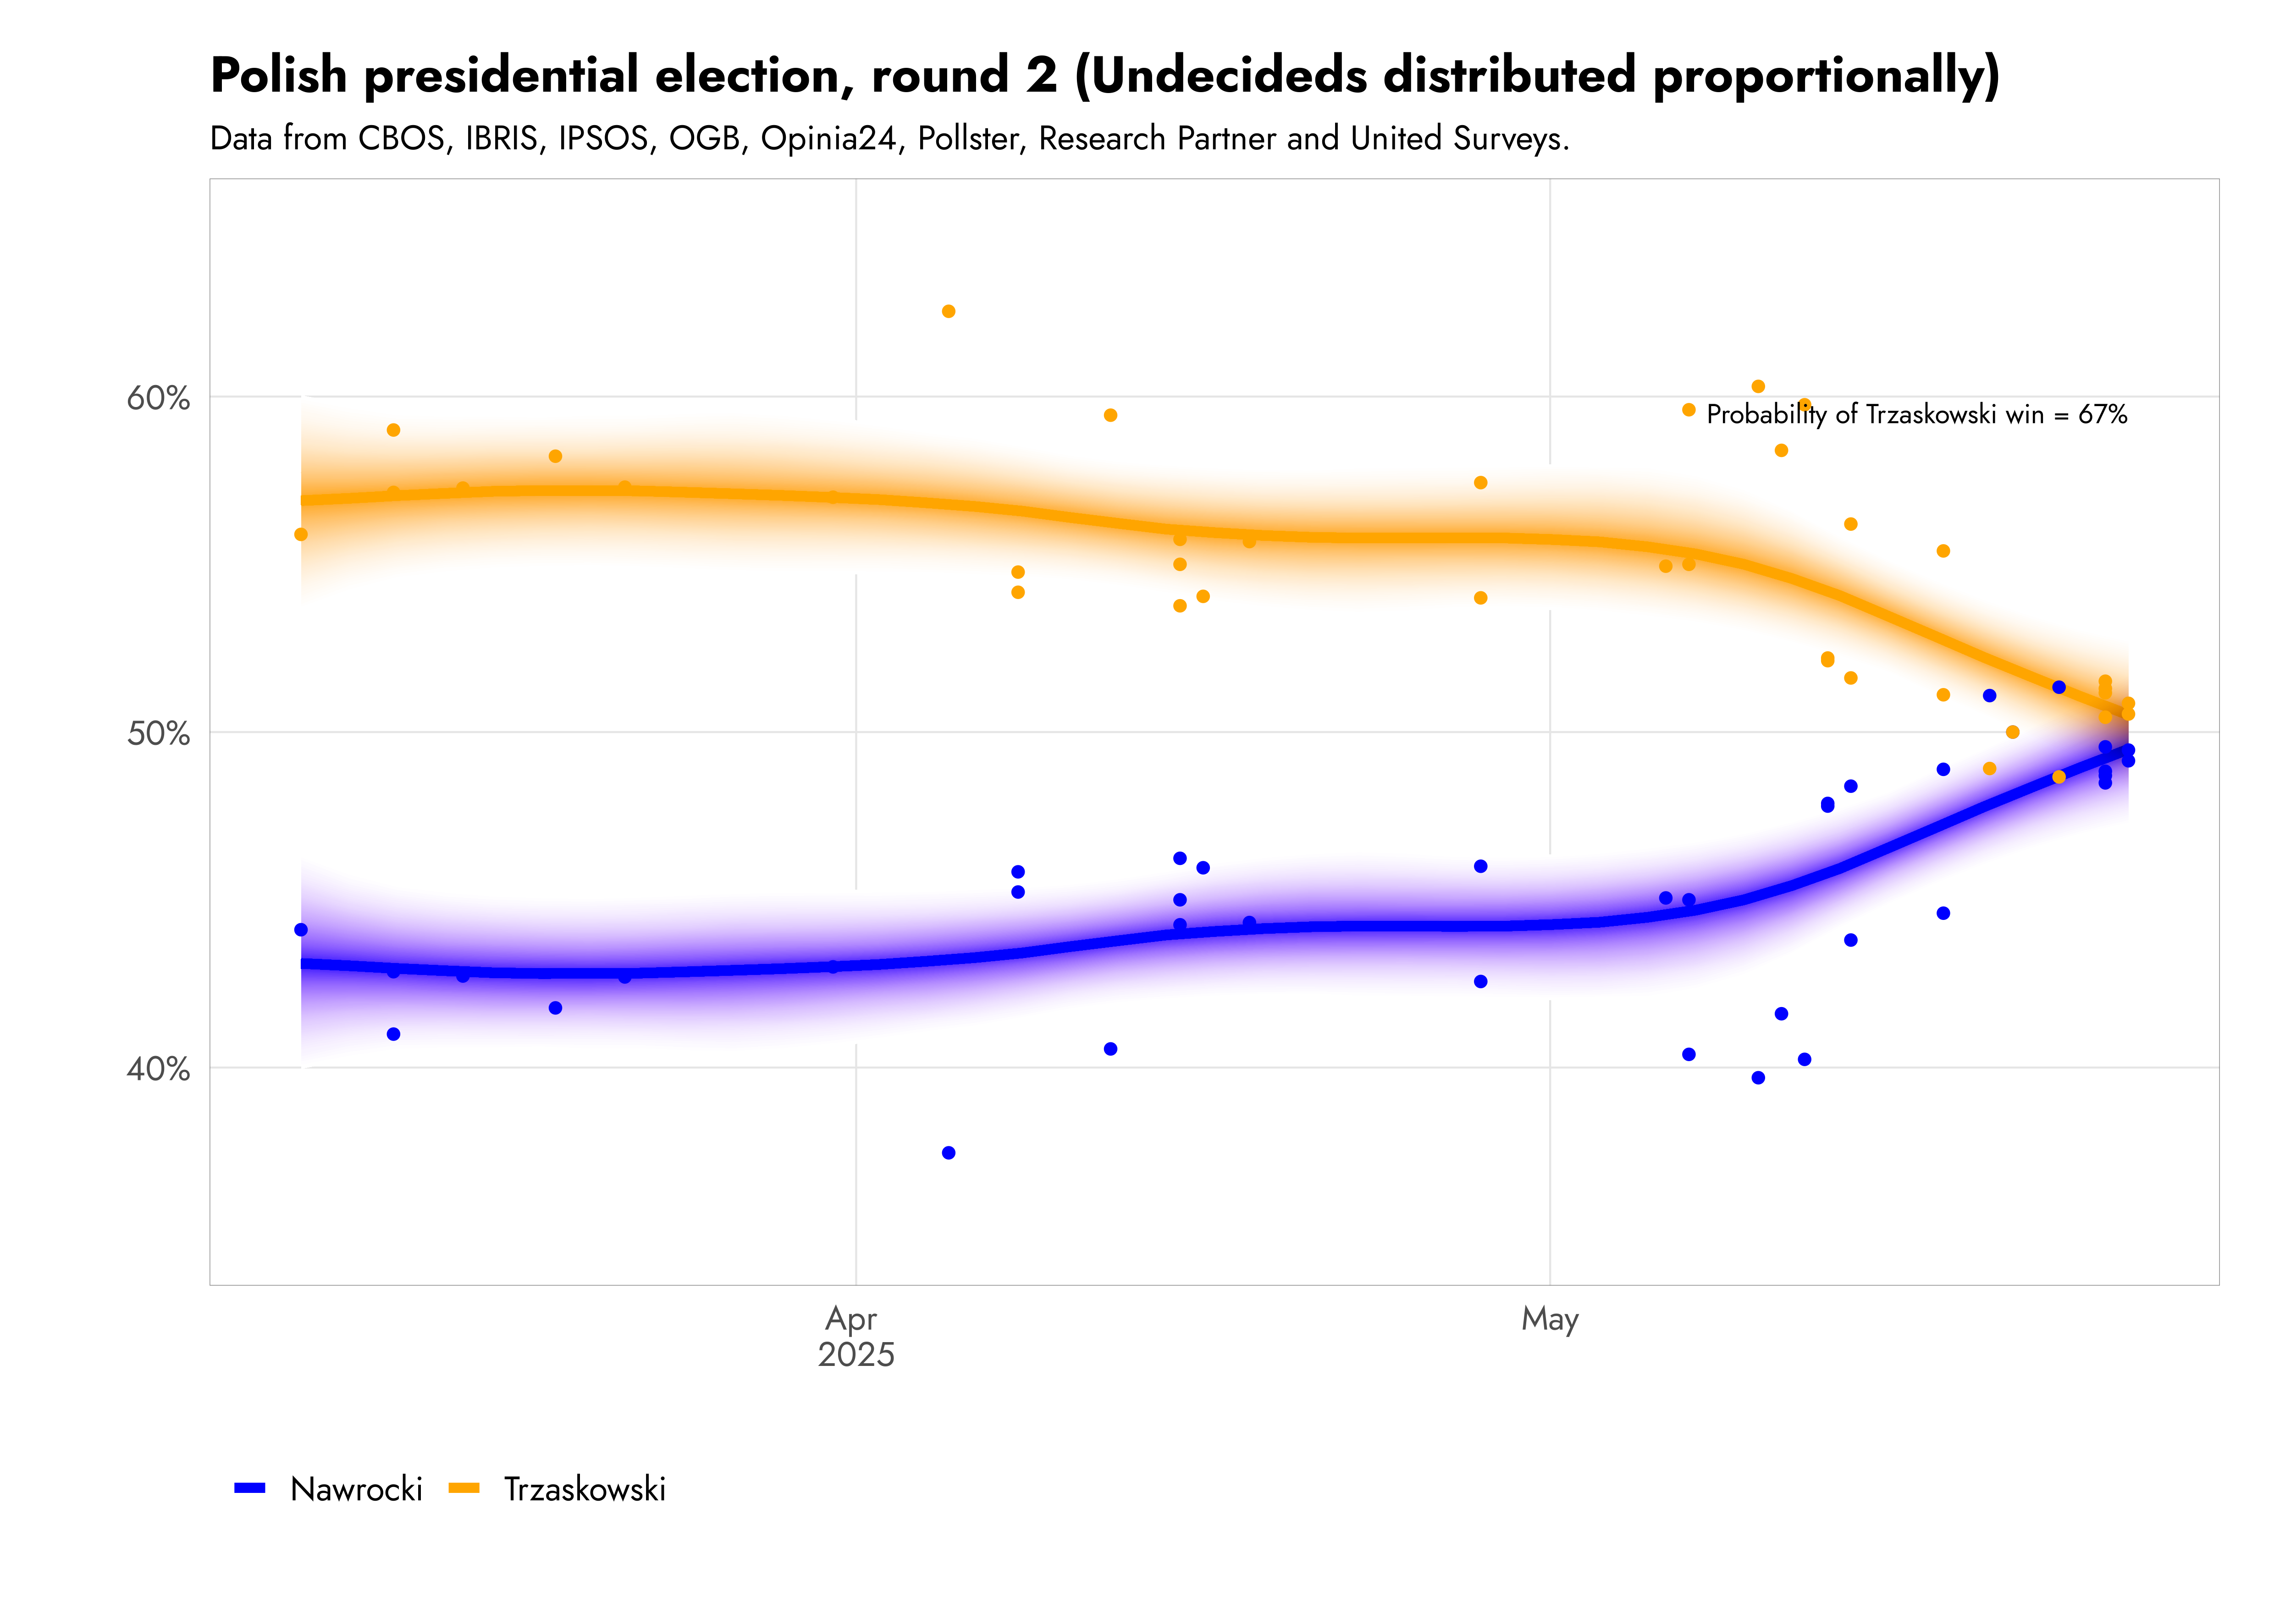 Polish presidential election, round 2 (Undecideds distributed proportionally)
Data from CBOS, IBRIS, IPSOS, OGB, Opinia24, Pollster, Research Partner and United Surveys.
60%
Probability of Trzaskowski win = 67%
50%
40%
Apr
2025
May
Nawrocki
Trzaskowski